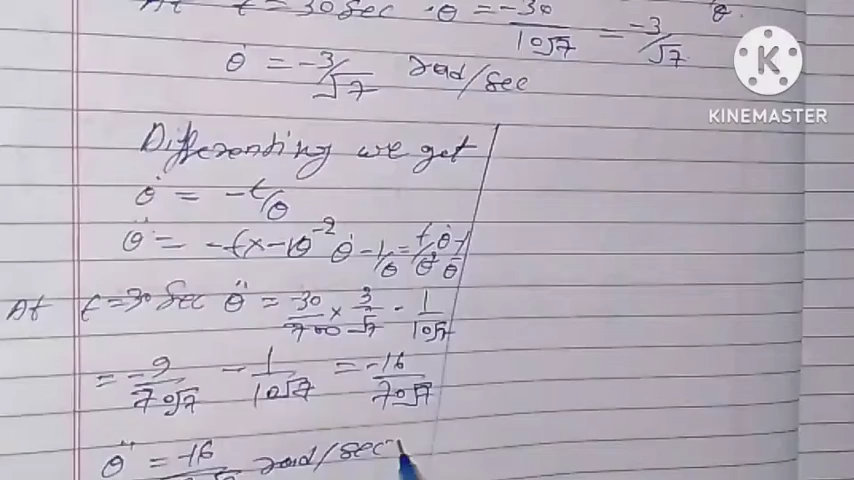 At t = 30 sec . θ̇ = -30/10√7 = -3/√7
θ̇ = -3/√7 rad/sec
K
KINEMASTER
Differending we get
θ̇ = -t/θ
θ̈ = -t×-1θ^-2 θ̇ - 1/θ = t/θ² θ̇ - 1/θ
At t = 30 sec θ̈ = -30/700 × 3/√7 - 1/10√7
= -9/70√7 - 1/10√7 = -16/70√7
θ̈ = -16 rad/sec